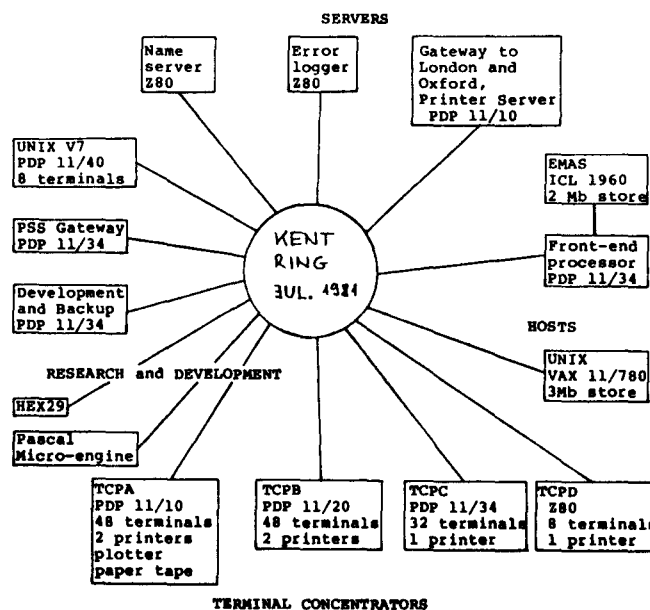 SERVERS
Name
server
Z80
Error
logger
Z80
Gateway to
London and
Oxford,
Printer Server
PDP 11/10
UNIX V7
PDP 11/40
8 terminals
EMAS
ICL 1960
2 Mb store
PSS Gateway
PDP 11/34
KENT
RING
JUL. 1981
Front-end
processor
PDP 11/34
Development
and Backup
PDP 11/34
HOSTS
UNIX
VAX 11/780
3Mb store
RESEARCH and DEVELOPMENT
HEX29
Pascal
Micro-engine
TCPA
PDP 11/10
48 terminals
2 printers
plotter
paper tape
TCPB
PDP 11/20
48 terminals
2 printers
TCPC
PDP 11/34
32 terminals
1 printer
TCPD
Z80
8 terminals
1 printer
TERMINAL CONCENTRATORS